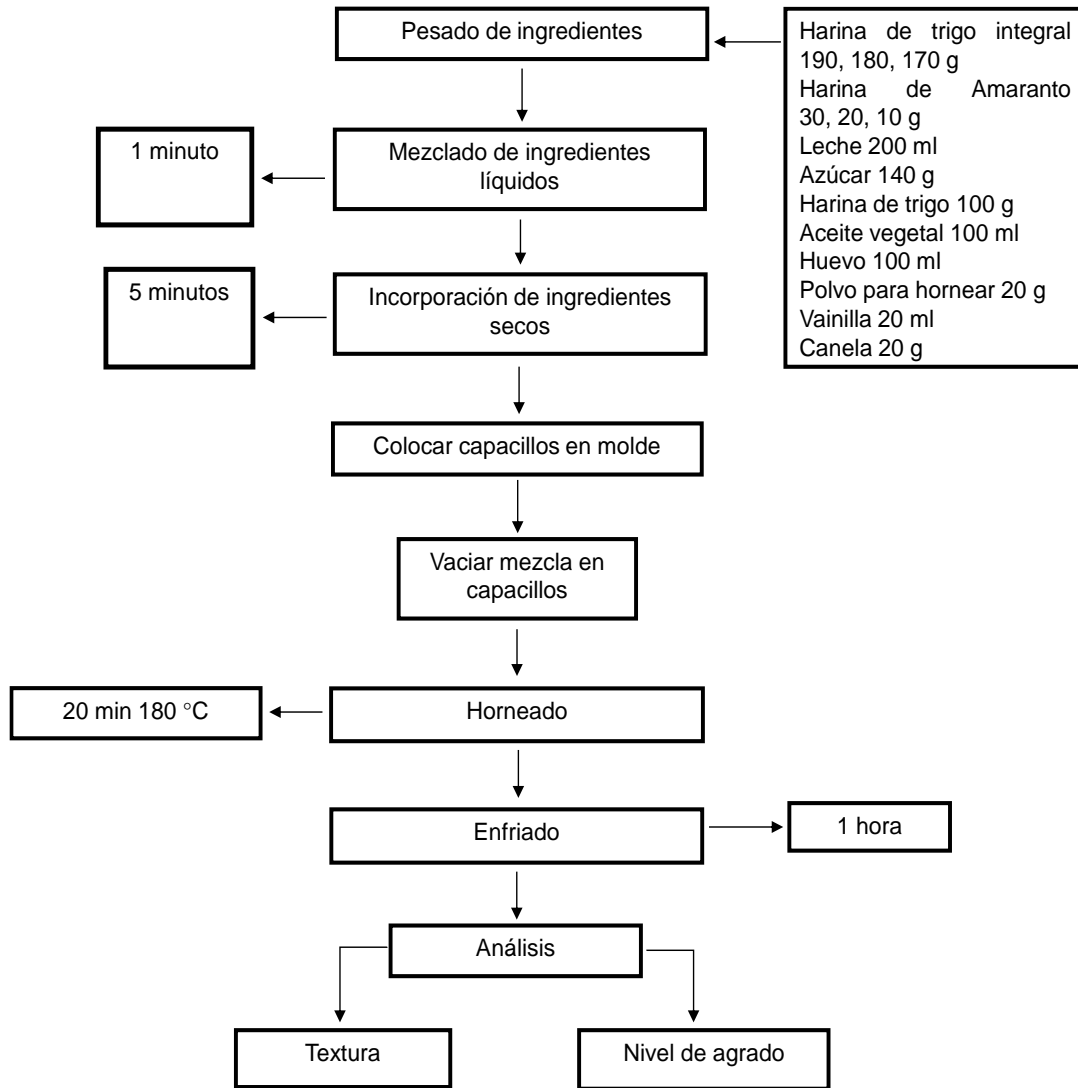 Pesado de ingredientes
Harina de trigo integral
190, 180, 170 g
Harina de Amaranto
30, 20, 10 g
Leche 200 ml
Azúcar 140 g
Harina de trigo 100 g
Aceite vegetal 100 ml
Huevo 100 ml
Polvo para hornear 20 g
Vainilla 20 ml
Canela 20 g
1 minuto
Mezclado de ingredientes
líquidos
5 minutos
Incorporación de ingredientes
secos
Colocar capacillos en molde
Vaciar mezcla en
capacillos
20 min 180 °C
Horneado
Enfriado
1 hora
Análisis
Textura
Nivel de agrado